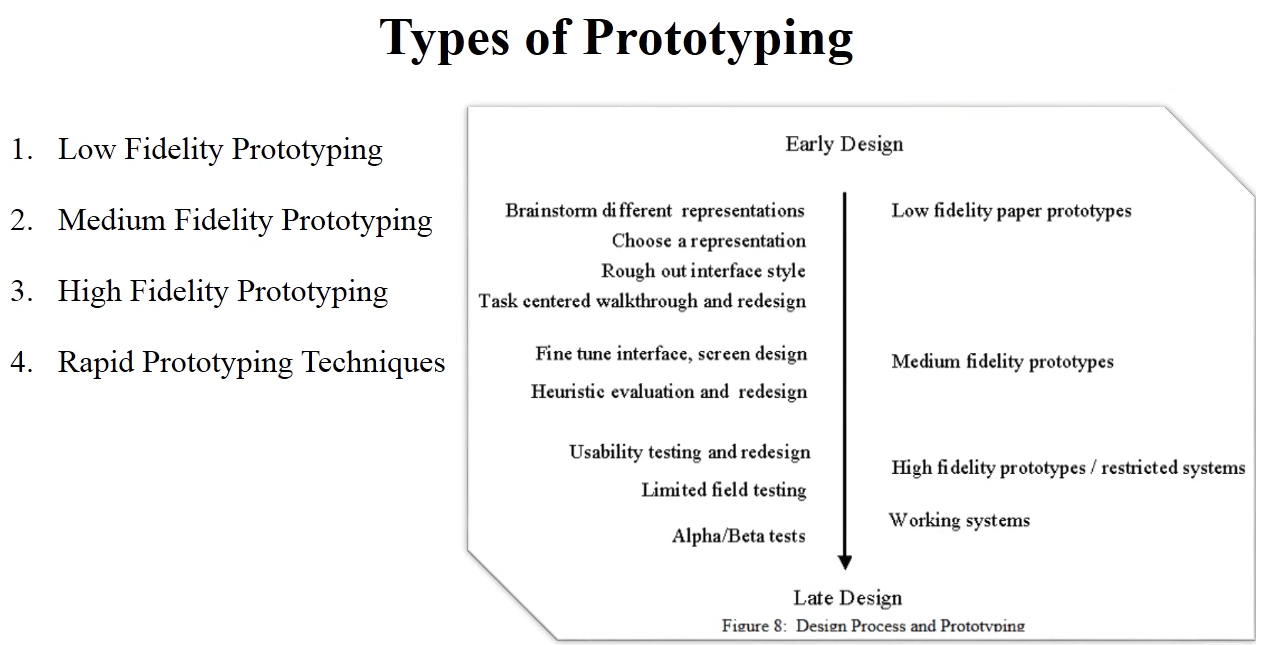 Types of Prototyping
1. Low Fidelity Prototyping
2. Medium Fidelity Prototyping
3. High Fidelity Prototyping
4. Rapid Prototyping Techniques
Early Design
Brainstorm different representations
Low fidelity paper prototypes
Choose a representation
Rough out interface style
Task centered walkthrough and redesign
Fine tune interface, screen design
Medium fidelity prototypes
Heuristic evaluation and redesign
Usability testing and redesign
High fidelity prototypes / restricted systems
Limited field testing
Working systems
Alpha/Beta tests
Late Design
Figure 8: Design Process and Prototyping